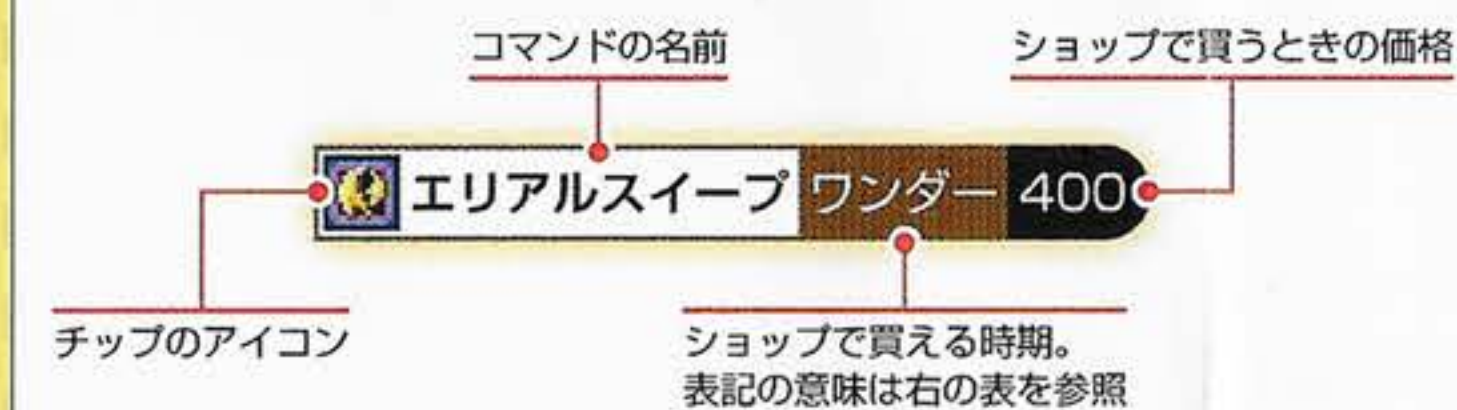 コマンドの名前
ショップで買うときの価格
エリアルスイープ ワンダー 400
チップのアイコン
ショップで買える時期。
表記の意味は右の表を参照